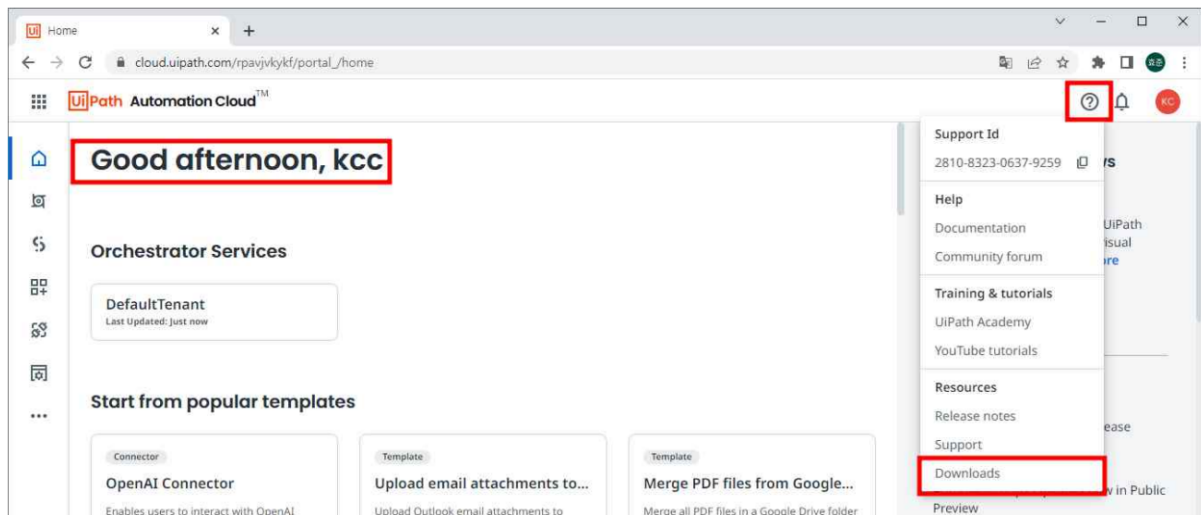 Home
cloud.uipath.com/rpavjvkykf/portal_/home
UiPath Automation Cloud™
KC
Good afternoon, kcc
Orchestrator Services
DefaultTenant
Last Updated: Just now
Start from popular templates
Connector
OpenAI Connector
Enables users to interact with OpenAI
Template
Upload email attachments to...
Upload Outlook email attachments to
Template
Merge PDF files from Google...
Merge all PDF files in a Google Drive folder
Support Id
2810-8323-0637-9259
Help
Documentation
Community forum
Training & tutorials
UiPath Academy
YouTube tutorials
Resources
Release notes
Support
Downloads
UiPath
in Public
Preview